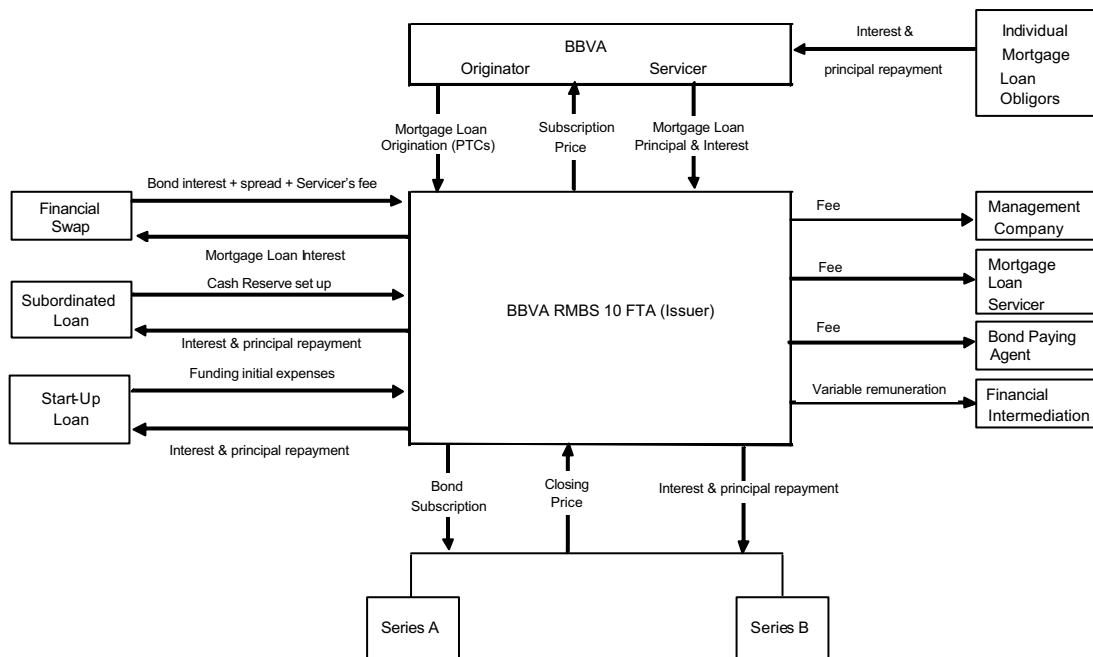 BBVA
Originator
Servicer
Interest &
principal repayment
Individual
Mortgage
Loan
Obligors
Mortgage Loan
Origination (PTCs)
Subscription
Price
Mortgage Loan
Principal & Interest
Financial
Swap
Bond interest + spread + Servicer's fee
Mortgage Loan Interest
Subordinated
Loan
Cash Reserve set up
Interest & principal repayment
Start-Up
Loan
Funding initial expenses
Interest & principal repayment
BBVA RMBS 10 FTA (Issuer)
Fee
Management
Company
Fee
Mortgage
Loan
Servicer
Fee
Bond Paying
Agent
Variable remuneration
Financial
Intermediation
Bond
Subscription
Closing
Price
Interest & principal repayment
Series A
Series B